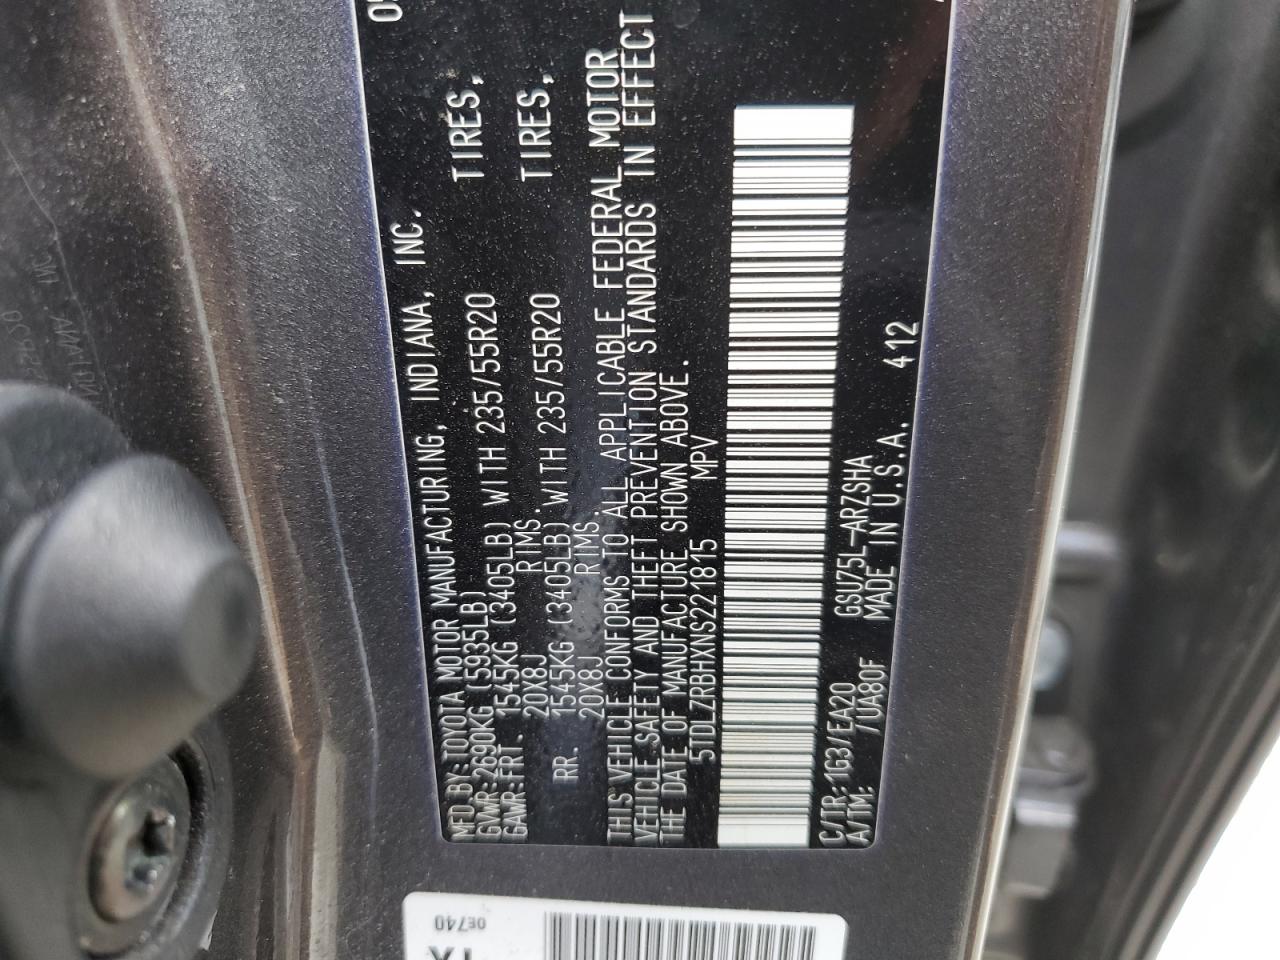 05
MFD.BY:TOYOTA MOTOR MANUFACTURING, INDIANA, INC.
GVWR:2690KG (5935LB)
GAWR:FRT. 1545KG (3405LB) WITH 235/55R20 TIRES,
20X8J RIMS.
RR. 1545KG (3405LB) WITH 235/55R20 TIRES,
20X8J RIMS.
THIS VEHICLE CONFORMS TO ALL APPLICABLE FEDERAL MOTOR
VEHICLE SAFETY AND THEFT PREVENTION STANDARDS IN EFFECT
THE DATE OF MANUFACTURE SHOWN ABOVE.
5TDLZRBHXNS221815 MPV
C/TR:1G3/EA20 GSU75L-ARZSHA
A/TM: /UA80F MADE IN U.S.A. 412
0E740